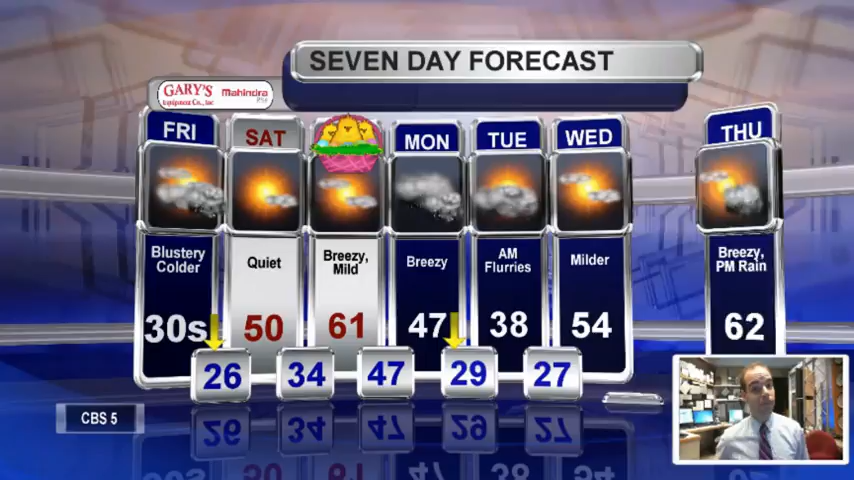 SEVEN DAY FORECAST
GARY'S
Equipment Co., Inc
Mahindra
FRI
SAT
MON
TUE
WED
THU
Blustery
Colder
Quiet
Breezy,
Mild
Breezy
AM
Flurries
Milder
Breezy,
PM Rain
30s
50
61
47
38
54
62
26
34
47
29
27
CBS 5